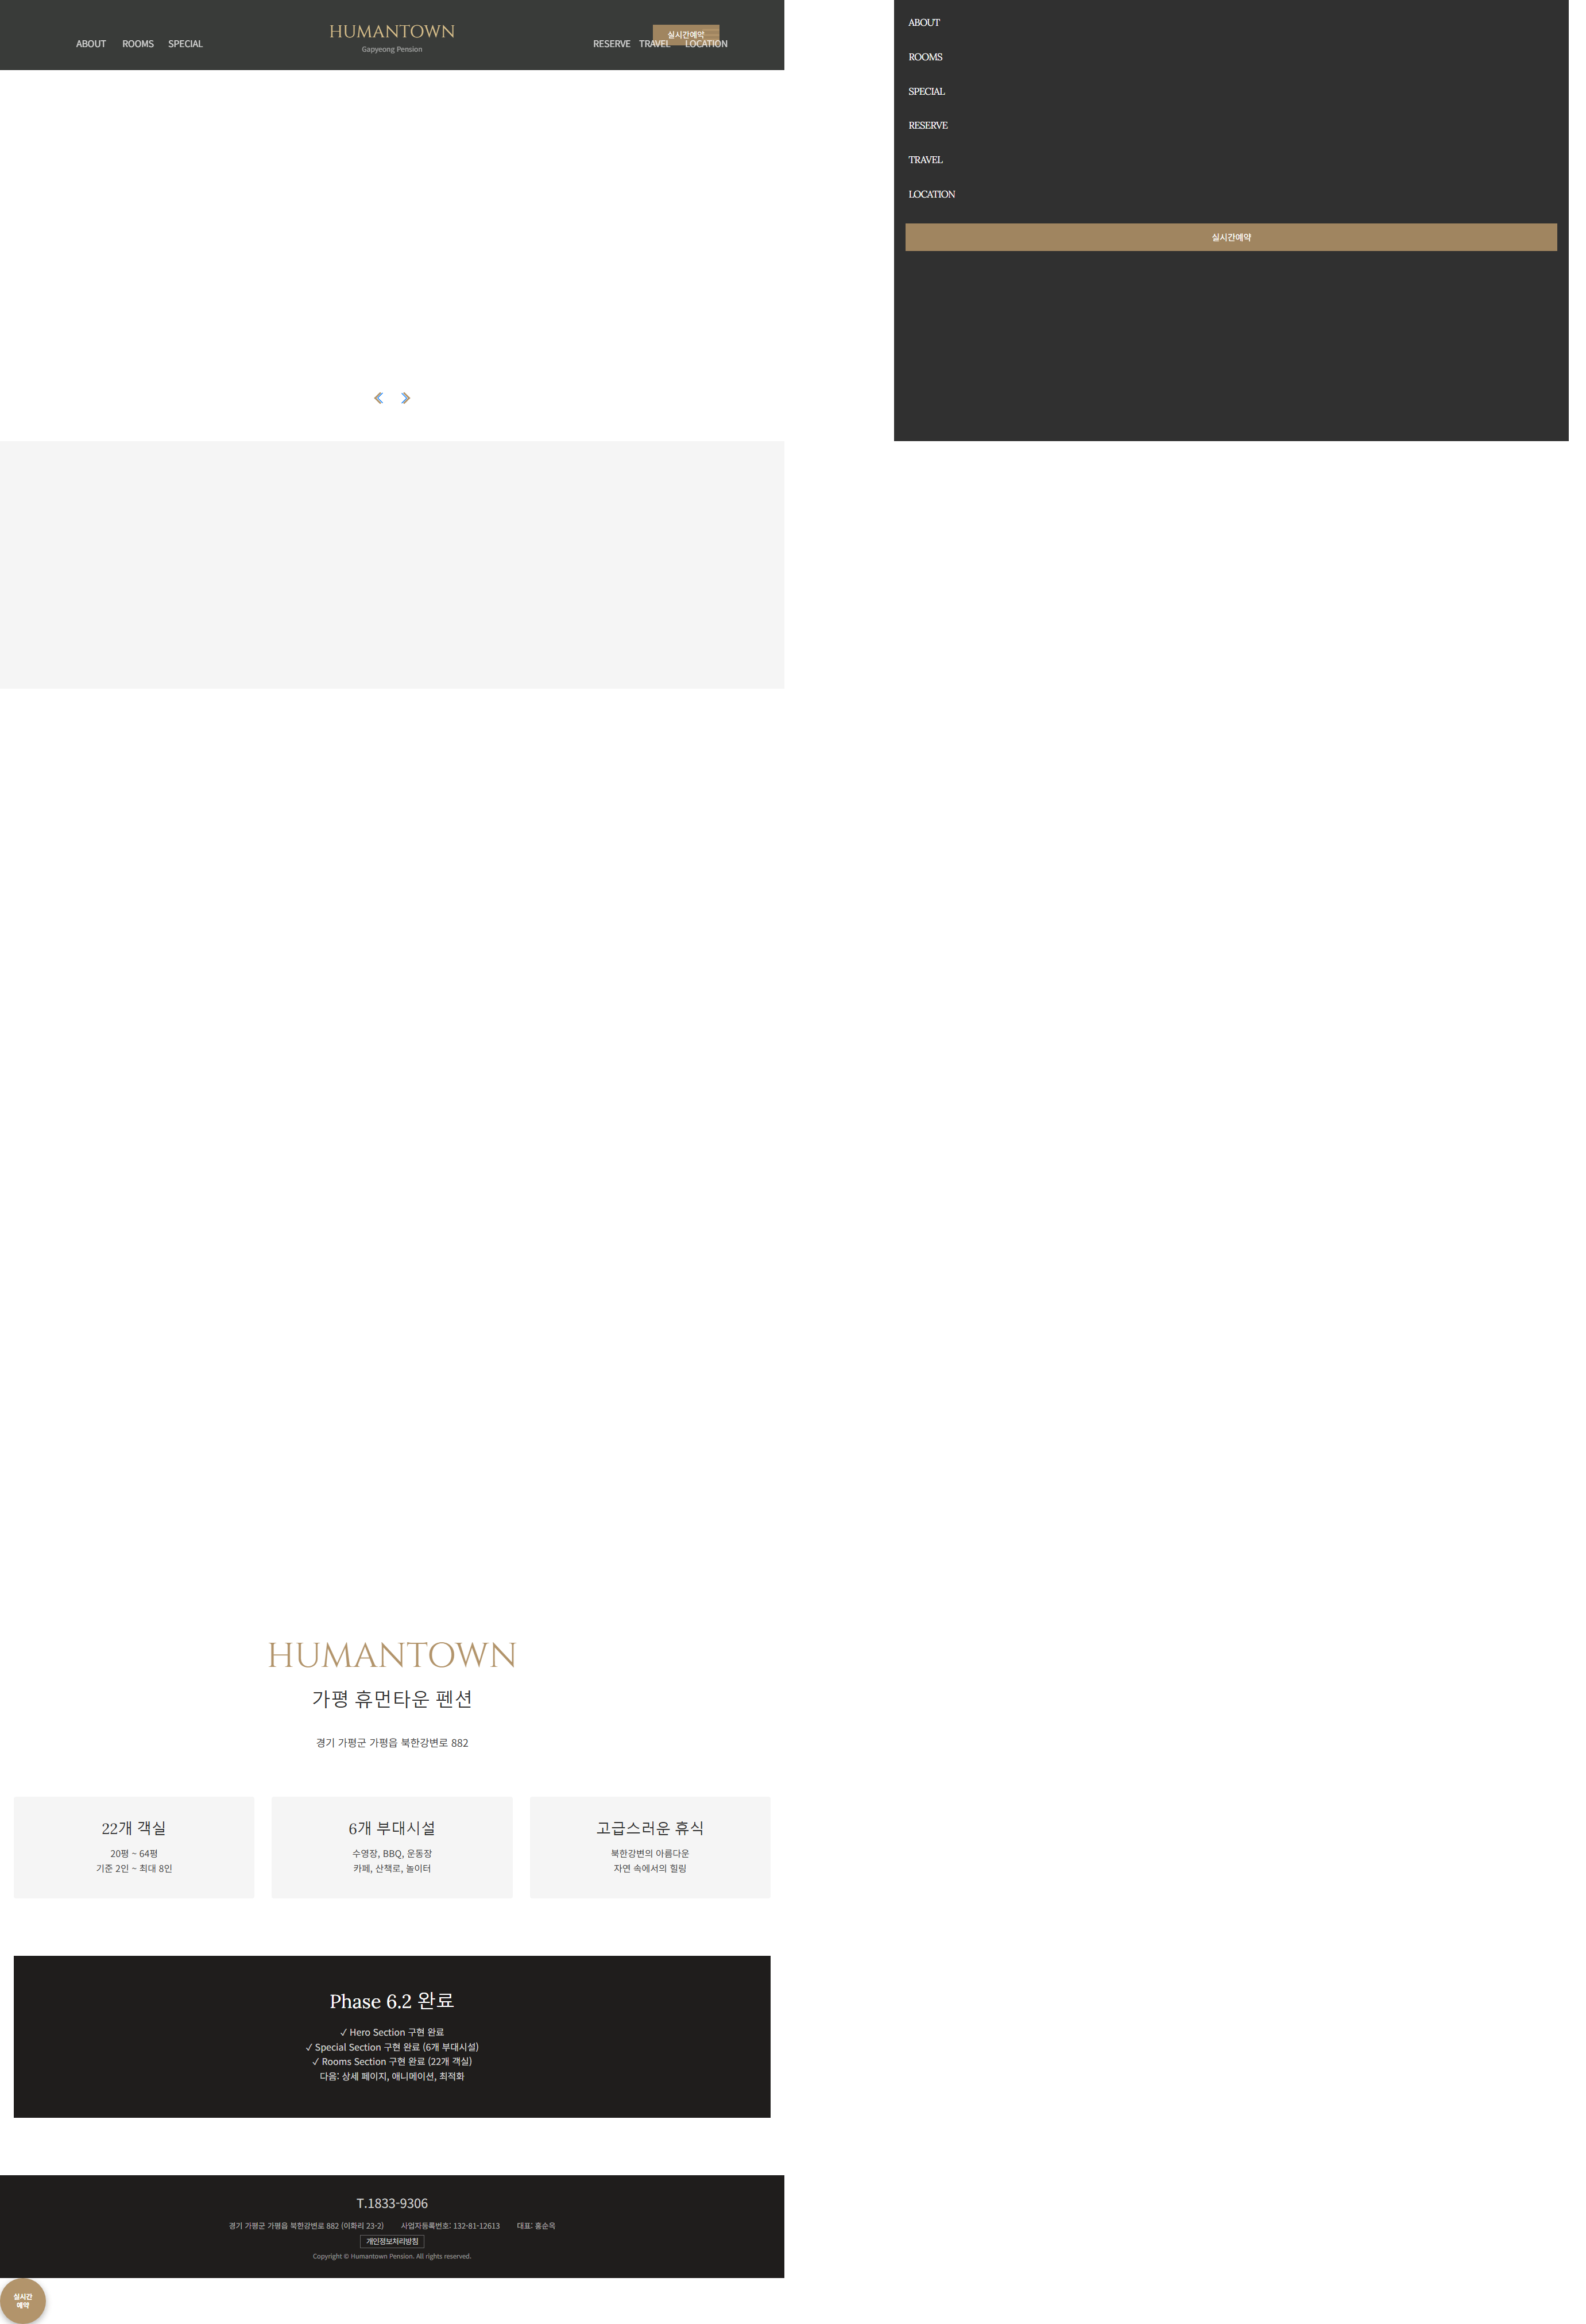 ABOUT ROOMS SPECIAL
HUMANTOWN
Gapyeong Pension
실시간예약
RESERVE TRAVEL LOCATION
ABOUT
ROOMS
SPECIAL
RESERVE
TRAVEL
LOCATION
실시간예약
HUMANTOWN
가평 휴먼타운 펜션
경기 가평군 가평읍 북한강변로 882
22개 객실
20평 ~ 64평
기준 2인 ~ 최대 8인
6개 부대시설
수영장, BBQ, 운동장
카페, 산책로, 놀이터
고급스러운 휴식
북한강변의 아름다운
자연 속에서의 힐링
Phase 6.2 완료
✓ Hero Section 구현 완료
✓ Special Section 구현 완료 (6개 부대시설)
✓ Rooms Section 구현 완료 (22개 객실)
다음: 상세 페이지, 애니메이션, 최적화
T.1833-9306
경기 가평군 가평읍 북한강변로 882 (이화리 23-2) 사업자등록번호: 132-81-12613 대표: 홍순옥
개인정보처리방침
Copyright © Humantown Pension. All rights reserved.
실시간
예약